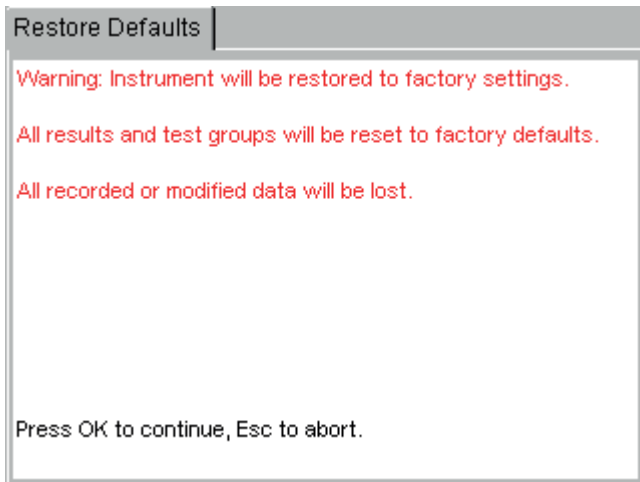 Restore Defaults
Warning: Instrument will be restored to factory settings.
All results and test groups will be reset to factory defaults.
All recorded or modified data will be lost.
Press OK to continue, Esc to abort.